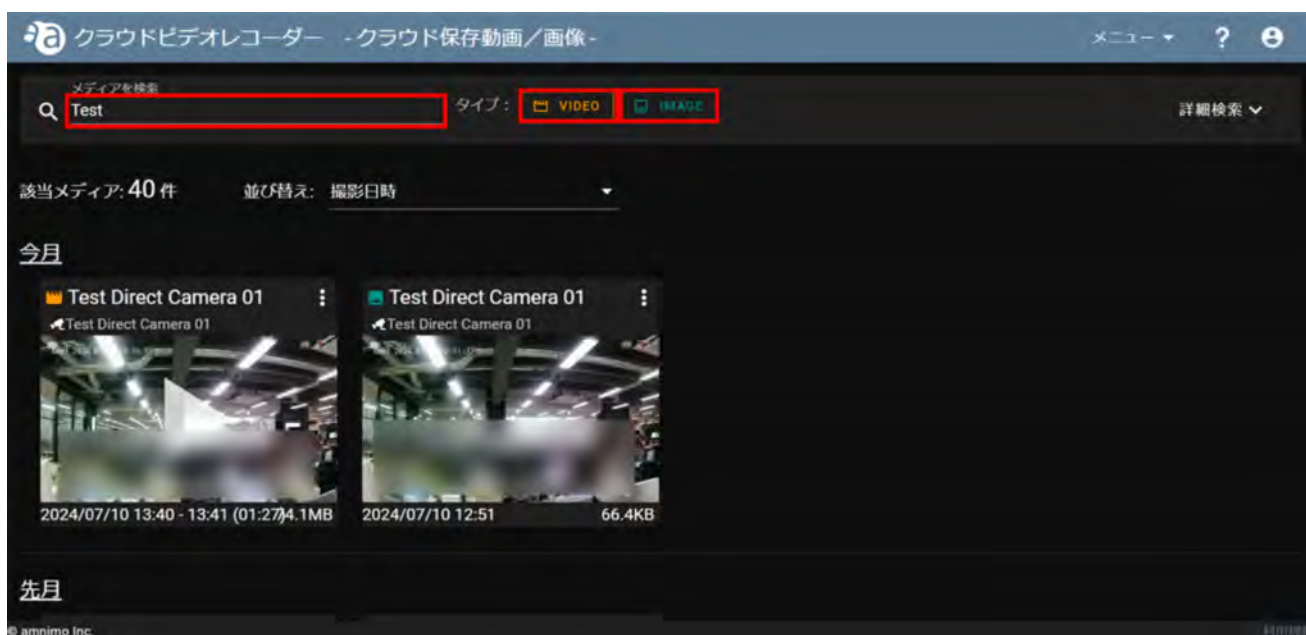 クラウドビデオレコーダー - クラウド保存動画／画像 -
メニュー ?
メディアを検索
Test
タイプ： VIDEO IMAGE
詳細検索
該当メディア: 40 件 並び替え: 撮影日時
今月
Test Direct Camera 01
Test Direct Camera 01
2024/07/10 13:40 - 13:41 (01:27)
Test Direct Camera 01
Test Direct Camera 01
2024/07/10 12:51 66.4KB
先月
© amnimo Inc.